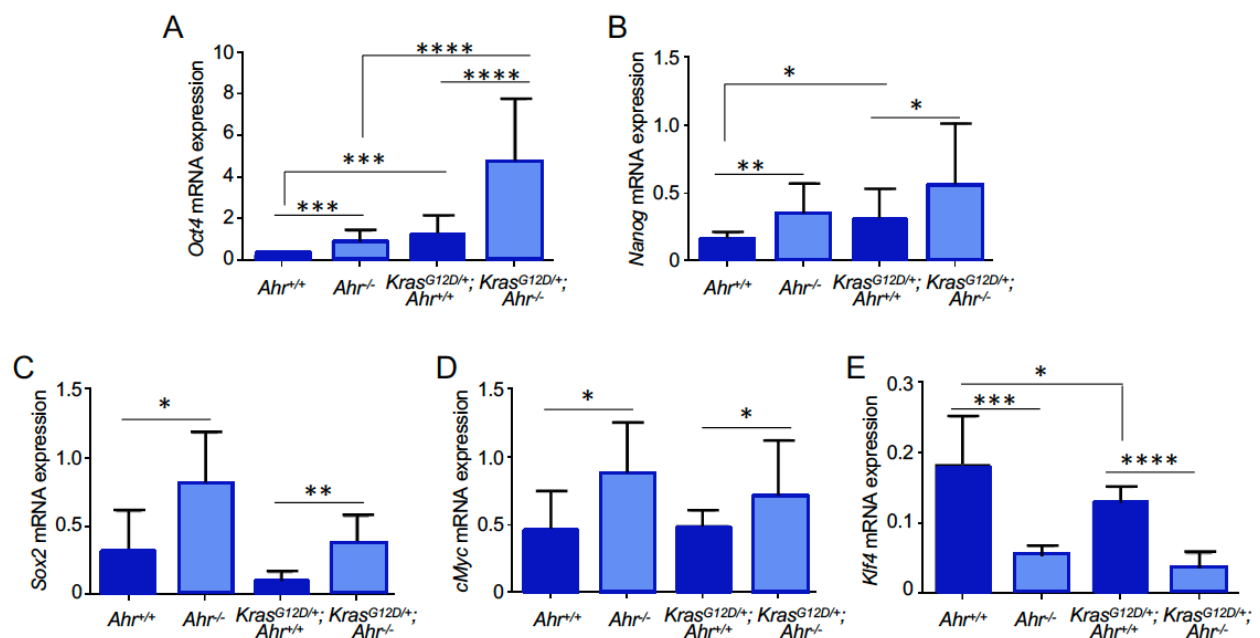 A
Oct4 mRNA expression
10
8
6
4
2
0
****
****
***
***
Ahr+/+ Ahr-/- KrasG12D/+; KrasG12D/+;
Ahr+/+ Ahr-/-
B
Nanog mRNA expression
1.5
1.0
0.5
0
*
*
**
Ahr+/+ Ahr-/- KrasG12D/+; KrasG12D/+;
Ahr+/+ Ahr-/-
C
Sox2 mRNA expression
1.5
1.0
0.5
0
*
**
Ahr+/+ Ahr-/- KrasG12D/+; KrasG12D/+;
Ahr+/+ Ahr-/-
D
cMyc mRNA expression
1.5
1.0
0.5
0
*
*
Ahr+/+ Ahr-/- KrasG12D/+; KrasG12D/+;
Ahr+/+ Ahr-/-
E
Klf4 mRNA expression
0.3
0.2
0.1
0
*
***
****
Ahr+/+ Ahr-/- KrasG12D/+; KrasG12D/+;
Ahr+/+ Ahr-/-